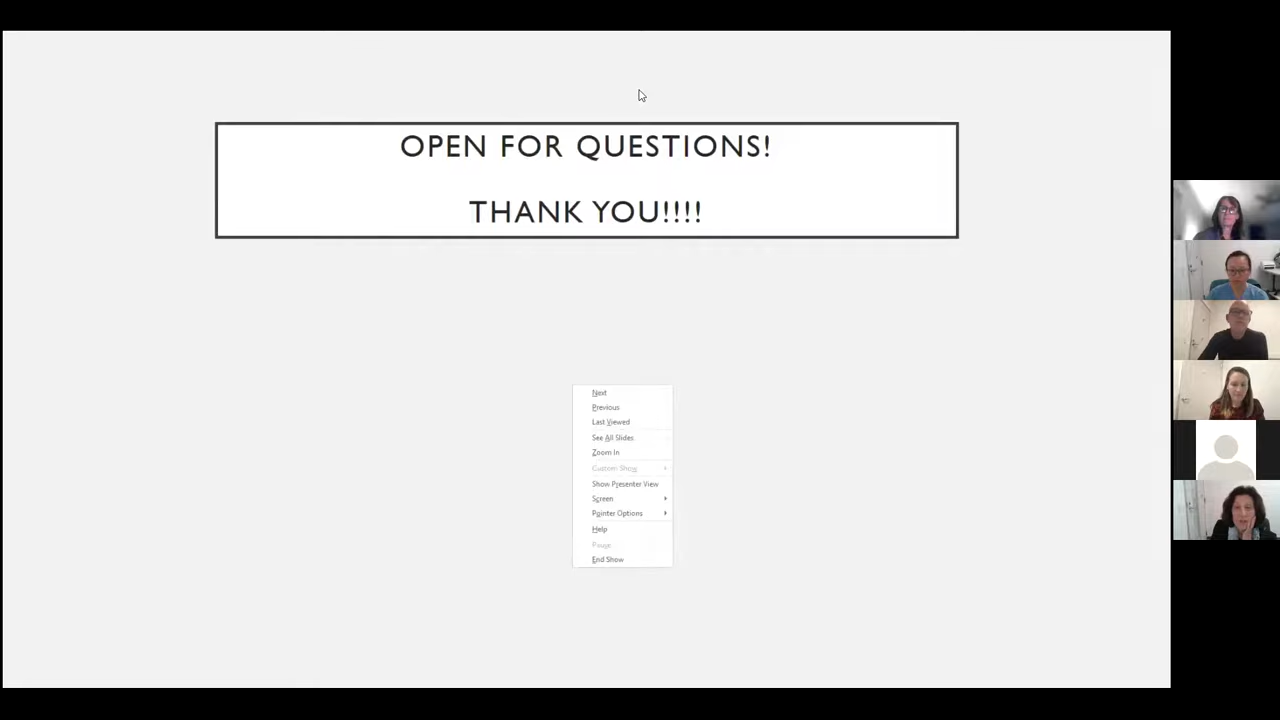 OPEN FOR QUESTIONS!
THANK YOU!!!!
Next
Previous
Last Viewed
See All Slides
Zoom In
Custom Show
Show Presenter View
Screen
Pointer Options
Help
Pause
End Show